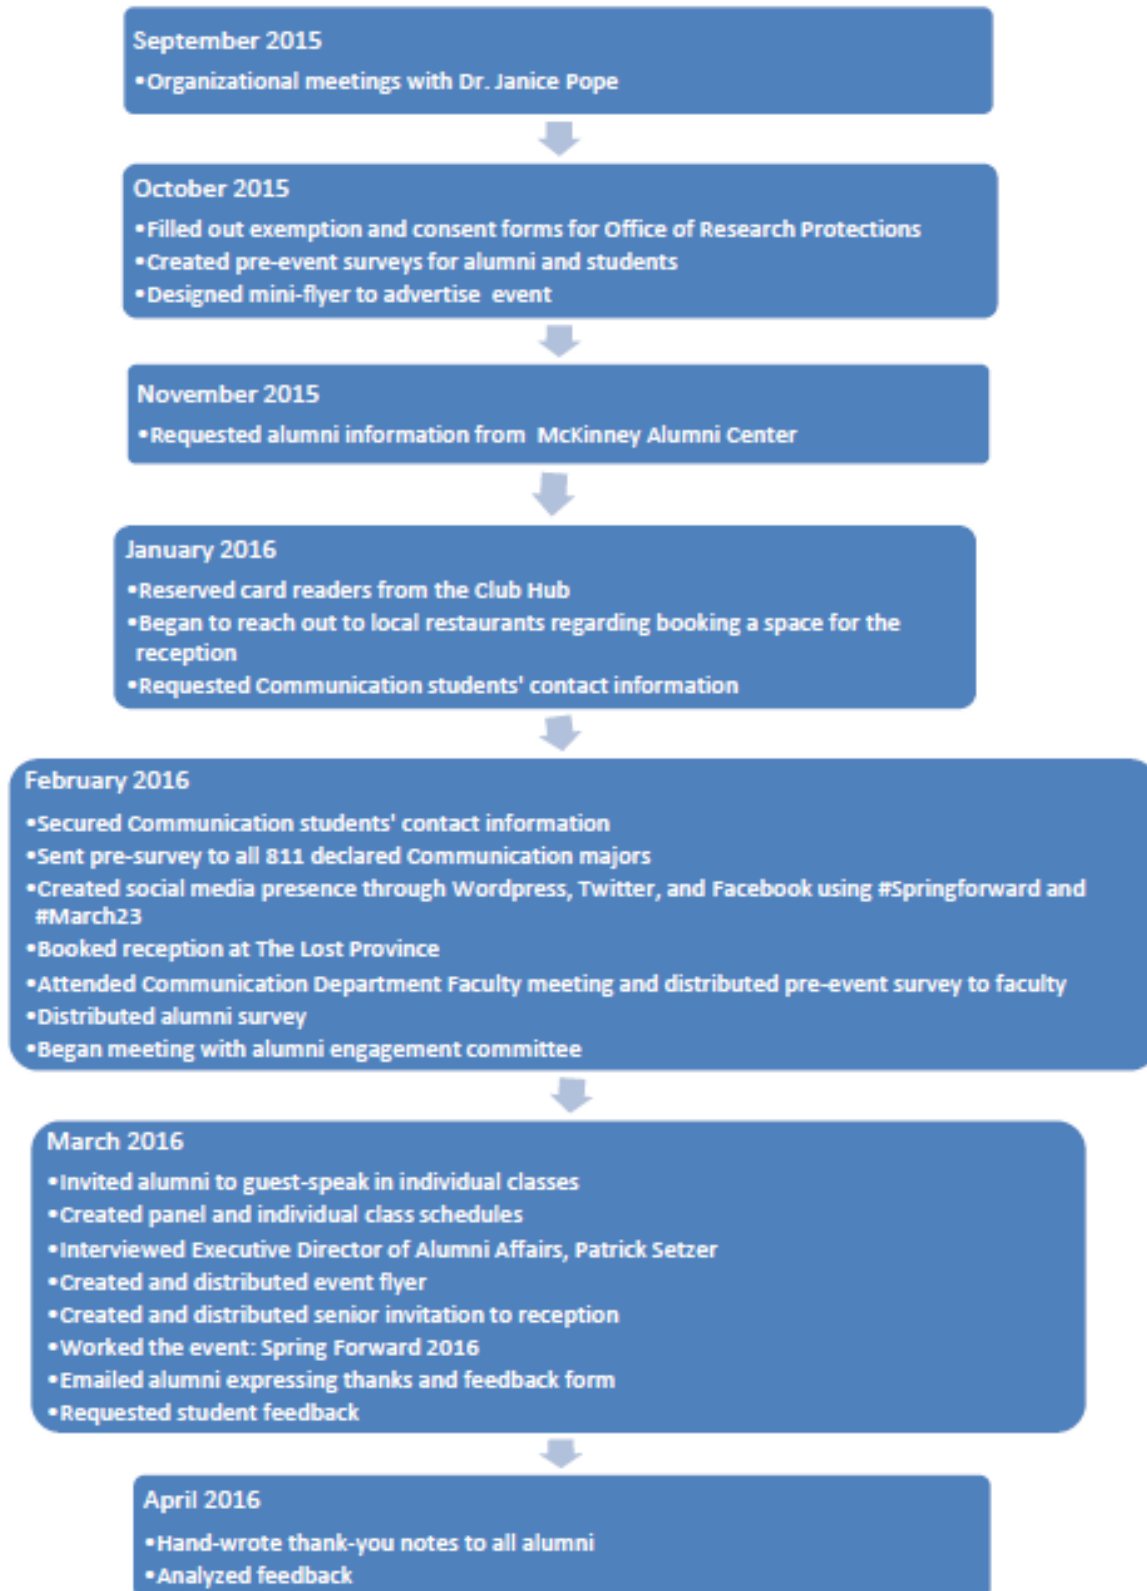 September 2015
•Organizational meetings with Dr. Janice Pope
October 2015
•Filled out exemption and consent forms for Office of Research Protections
•Created pre-event surveys for alumni and students
•Designed mini-flyer to advertise event
November 2015
•Requested alumni information from McKinney Alumni Center
January 2016
•Reserved card readers from the Club Hub
•Began to reach out to local restaurants regarding booking a space for the
reception
•Requested Communication students' contact information
February 2016
•Secured Communication students' contact information
•Sent pre-survey to all 811 declared Communication majors
•Created social media presence through Wordpress, Twitter, and Facebook using #Springforward and
#March23
•Booked reception at The Lost Province
•Attended Communication Department Faculty meeting and distributed pre-event survey to faculty
•Distributed alumni survey
•Began meeting with alumni engagement committee
March 2016
•Invited alumni to guest-speak in individual classes
•Created panel and individual class schedules
•Interviewed Executive Director of Alumni Affairs, Patrick Setzer
•Created and distributed event flyer
•Created and distributed senior invitation to reception
•Worked the event: Spring Forward 2016
•Emailed alumni expressing thanks and feedback form
•Requested student feedback
April 2016
•Hand-wrote thank-you notes to all alumni
•Analyzed feedback